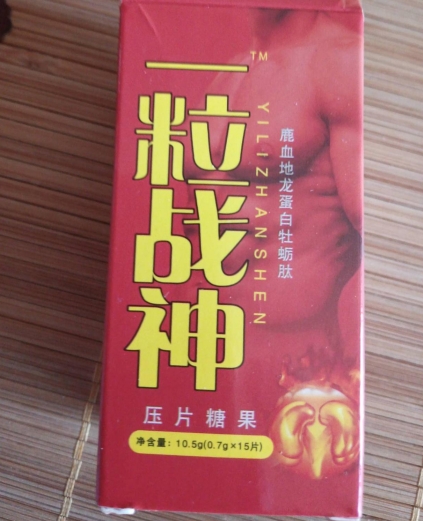 一粒战神
TM
YILIZHANSHEN
鹿血地龙蛋白牡蛎肽
压片糖果
净含量：10.5g(0.7g×15片)